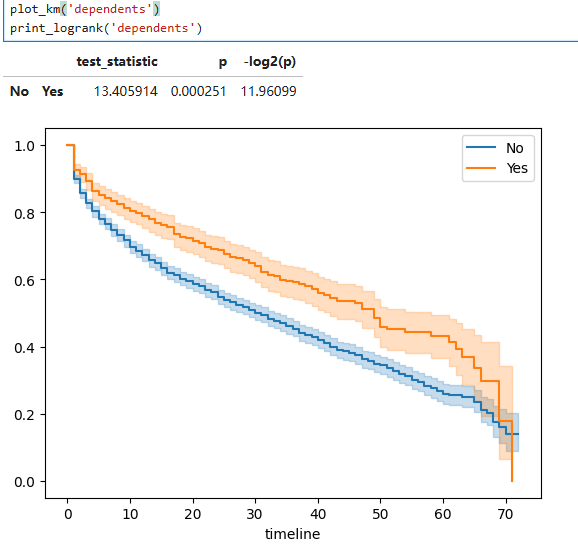 plot_km('dependents')
print_logrank('dependents')
test_statistic p -log2(p)
No Yes 13.405914 0.000251 11.96099
No
Yes
1.0
0.8
0.6
0.4
0.2
0.0
0 10 20 30 40 50 60 70
timeline